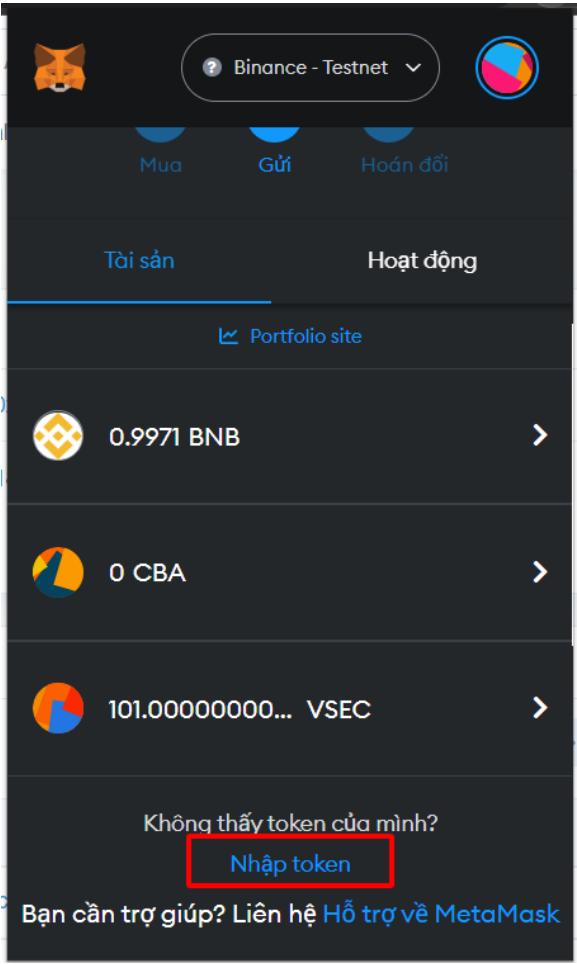 Binance - Testnet
Mua
Gửi
Hoán đổi
Tài sản
Hoạt động
Portfolio site
0.9971 BNB
0 CBA
101.00000000... VSEC
Không thấy token của mình?
Nhập token
Bạn cần trợ giúp? Liên hệ Hỗ trợ về MetaMask